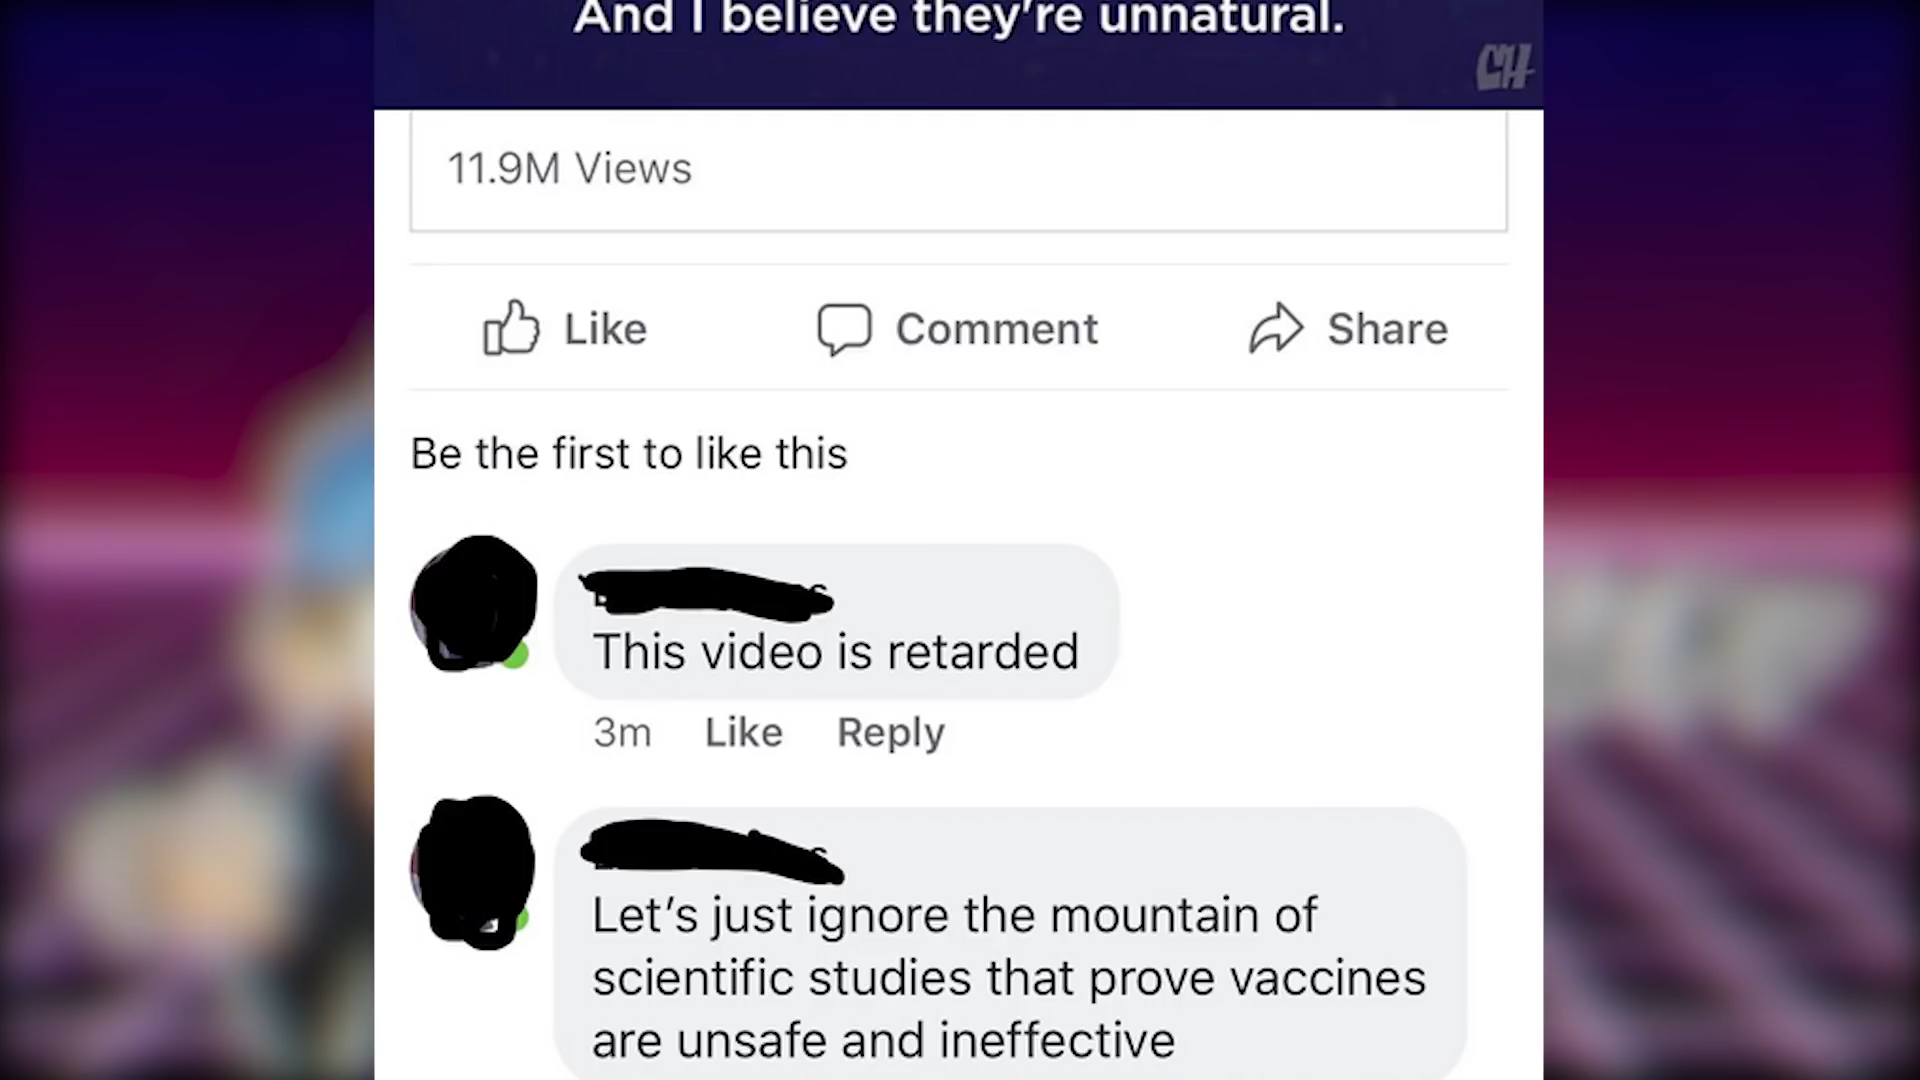 And I believe they're unnatural.
CH
11.9M Views
Like Comment Share
Be the first to like this
This video is retarded
3m Like Reply
Let's just ignore the mountain of
scientific studies that prove vaccines
are unsafe and ineffective